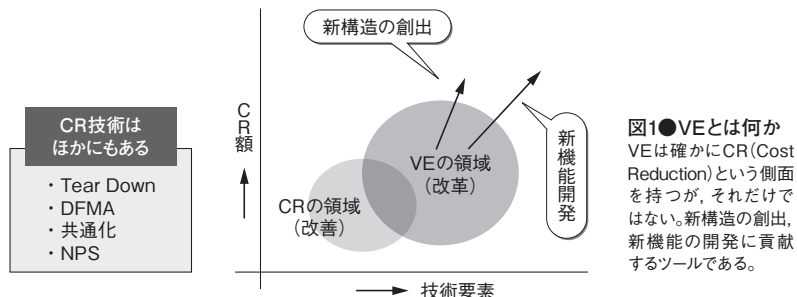 CR技術は
ほかにもある
・Tear Down
・DFMA
・共通化
・NPS
新構造の創出
CR額
VEの領域
(改革)
新機能開発
CRの領域
(改善)
技術要素
図1●VEとは何か
VEは確かにCR(Cost
Reduction)という側面
を持つが，それだけで
はない。新構造の創出，
新機能の開発に貢献
するツールである。